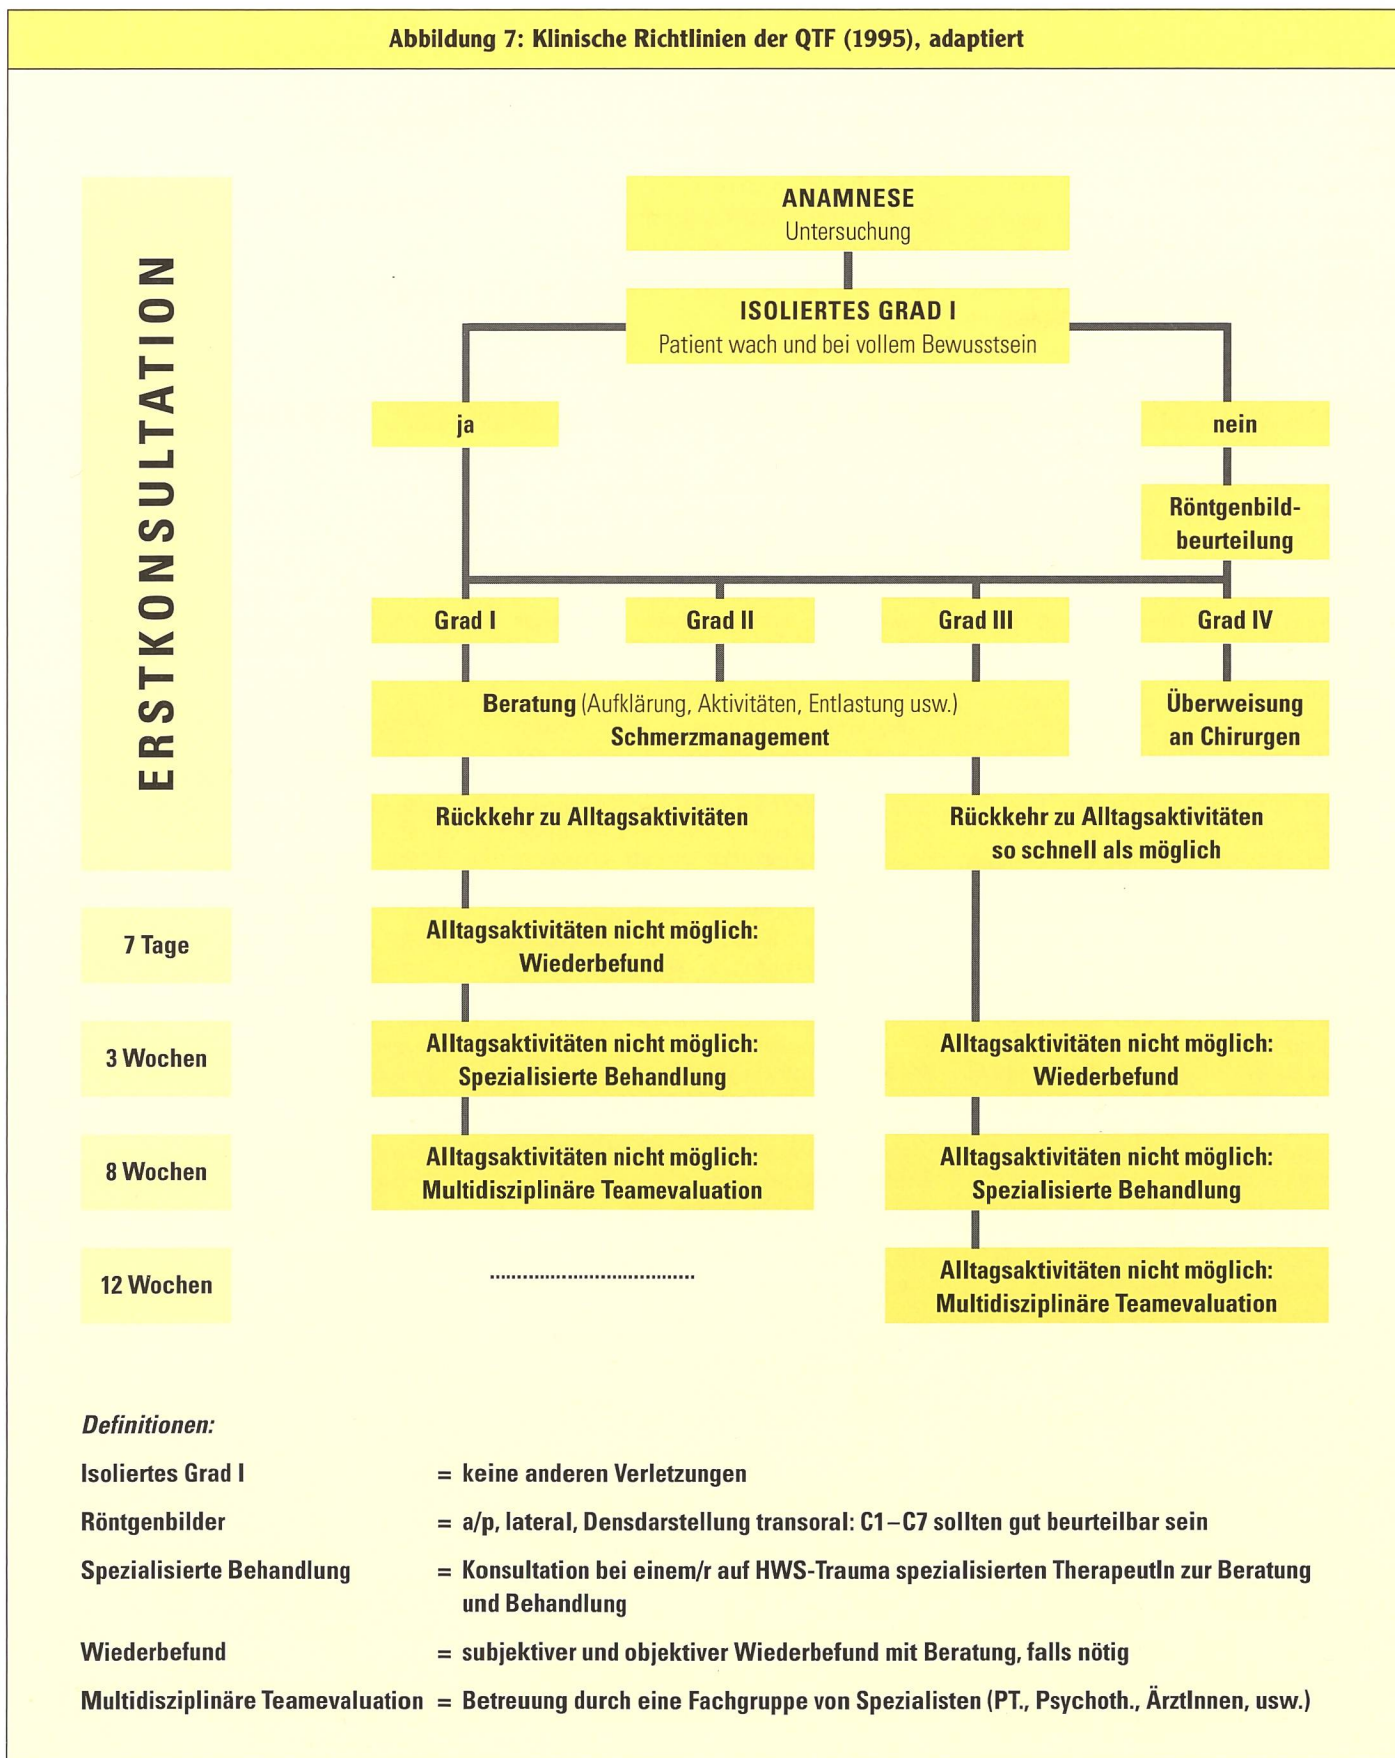 Abbildung 7: Klinische Richtlinien der QTF (1995), adaptiert
ERSTKONSULTATION
ANAMNESE
Untersuchung
ISOLIERTES GRAD I
Patient wach und bei vollem Bewusstsein
ja
nein
Röntgenbild-
beurteilung
Grad I
Grad II
Grad III
Grad IV
Beratung (Aufklärung, Aktivitäten, Entlastung usw.)
Schmerzmanagement
Überweisung
an Chirurgen
Rückkehr zu Alltagsaktivitäten
Rückkehr zu Alltagsaktivitäten
so schnell als möglich
7 Tage
Alltagsaktivitäten nicht möglich:
Wiederbefund
3 Wochen
Alltagsaktivitäten nicht möglich:
Spezialisierte Behandlung
Alltagsaktivitäten nicht möglich:
Wiederbefund
8 Wochen
Alltagsaktivitäten nicht möglich:
Multidisziplinäre Teamevaluation
Alltagsaktivitäten nicht möglich:
Spezialisierte Behandlung
12 Wochen
Alltagsaktivitäten nicht möglich:
Multidisziplinäre Teamevaluation
Definitionen:
Isoliertes Grad I = keine anderen Verletzungen
Röntgenbilder = a/p, lateral, Densdarstellung transoral: C1–C7 sollten gut beurteilbar sein
Spezialisierte Behandlung = Konsultation bei einem/r auf HWS-Trauma spezialisierten TherapeutIn zur Beratung
und Behandlung
Wiederbefund = subjektiver und objektiver Wiederbefund mit Beratung, falls nötig
Multidisziplinäre Teamevaluation = Betreuung durch eine Fachgruppe von Spezialisten (PT., Psychoth., ÄrztInnen, usw.)